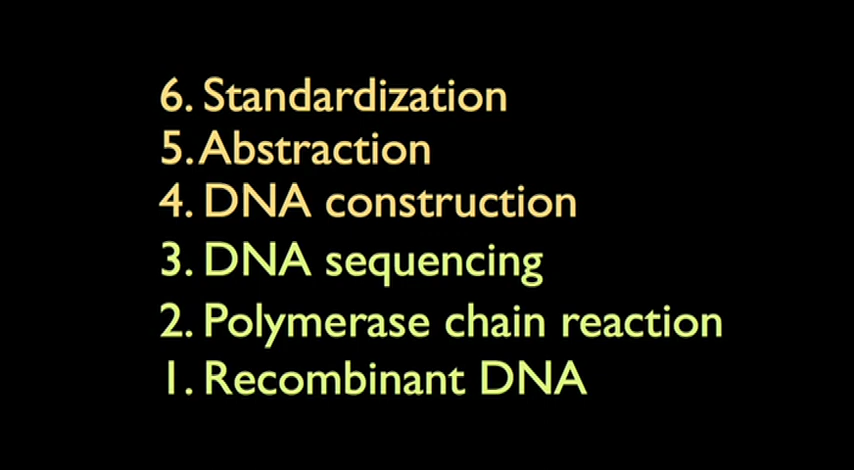 6. Standardization
5. Abstraction
4. DNA construction
3. DNA sequencing
2. Polymerase chain reaction
1. Recombinant DNA